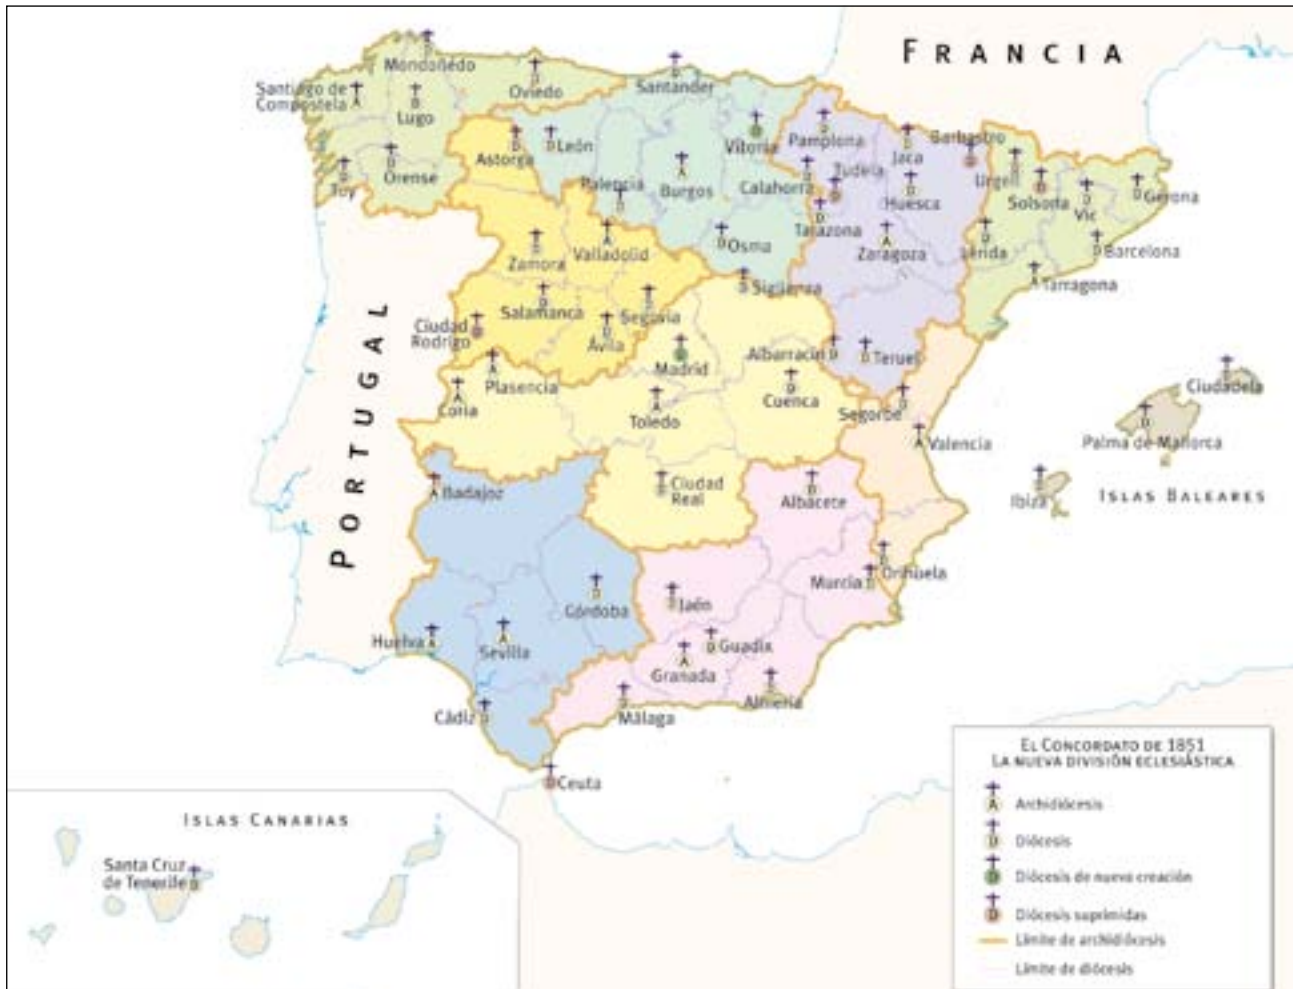 FRANCIA
Mondoñedo
Santiago de
Compostela
A
Lugo
D
Oviedo
D
Santander
D
Tuy
D
Orense
D
Astorga
D
León
D
Palencia
D
Burgos
A
Vitoria
D
Calahorra
D
Osma
D
Sigüenza
D
Pamplona
D
Tudela
D
Tarazona
D
Jaca
D
Huesca
D
Barbastro
D
Zaragoza
A
Urgell
D
Solsona
D
Vic
D
Gerona
D
Lérida
D
Barcelona
D
Tarragona
A
Zamora
D
Valladolid
A
Salamanca
D
Segovia
D
Ávila
D
Ciudad
Rodrigo
D
Plasencia
A
Coria
A
Madrid
D
Toledo
A
Cuenca
D
Ciudad
Real
D
Albarracín
D
Teruel
D
Segorbe
D
Valencia
A
Orihuela
D
PORTUGAL
Badajoz
A
Huelva
A
Sevilla
A
Córdoba
D
Cádiz
D
Ceuta
D
Albacete
D
Murcia
D
Jaén
D
Guadix
D
Granada
A
Almería
D
Málaga
D
Ciudadela
Palma de Mallorca
D
Ibiza
ISLAS BALEARES
ISLAS CANARIAS
Santa Cruz
de Tenerife
D
EL CONCORDATO DE 1851
LA NUEVA DIVISIÓN ECLESIÁSTICA
A Archidiócesis
D Diócesis
D Diócesis de nueva creación
D Diócesis suprimidas
Límite de archidiócesis
Límite de diócesis